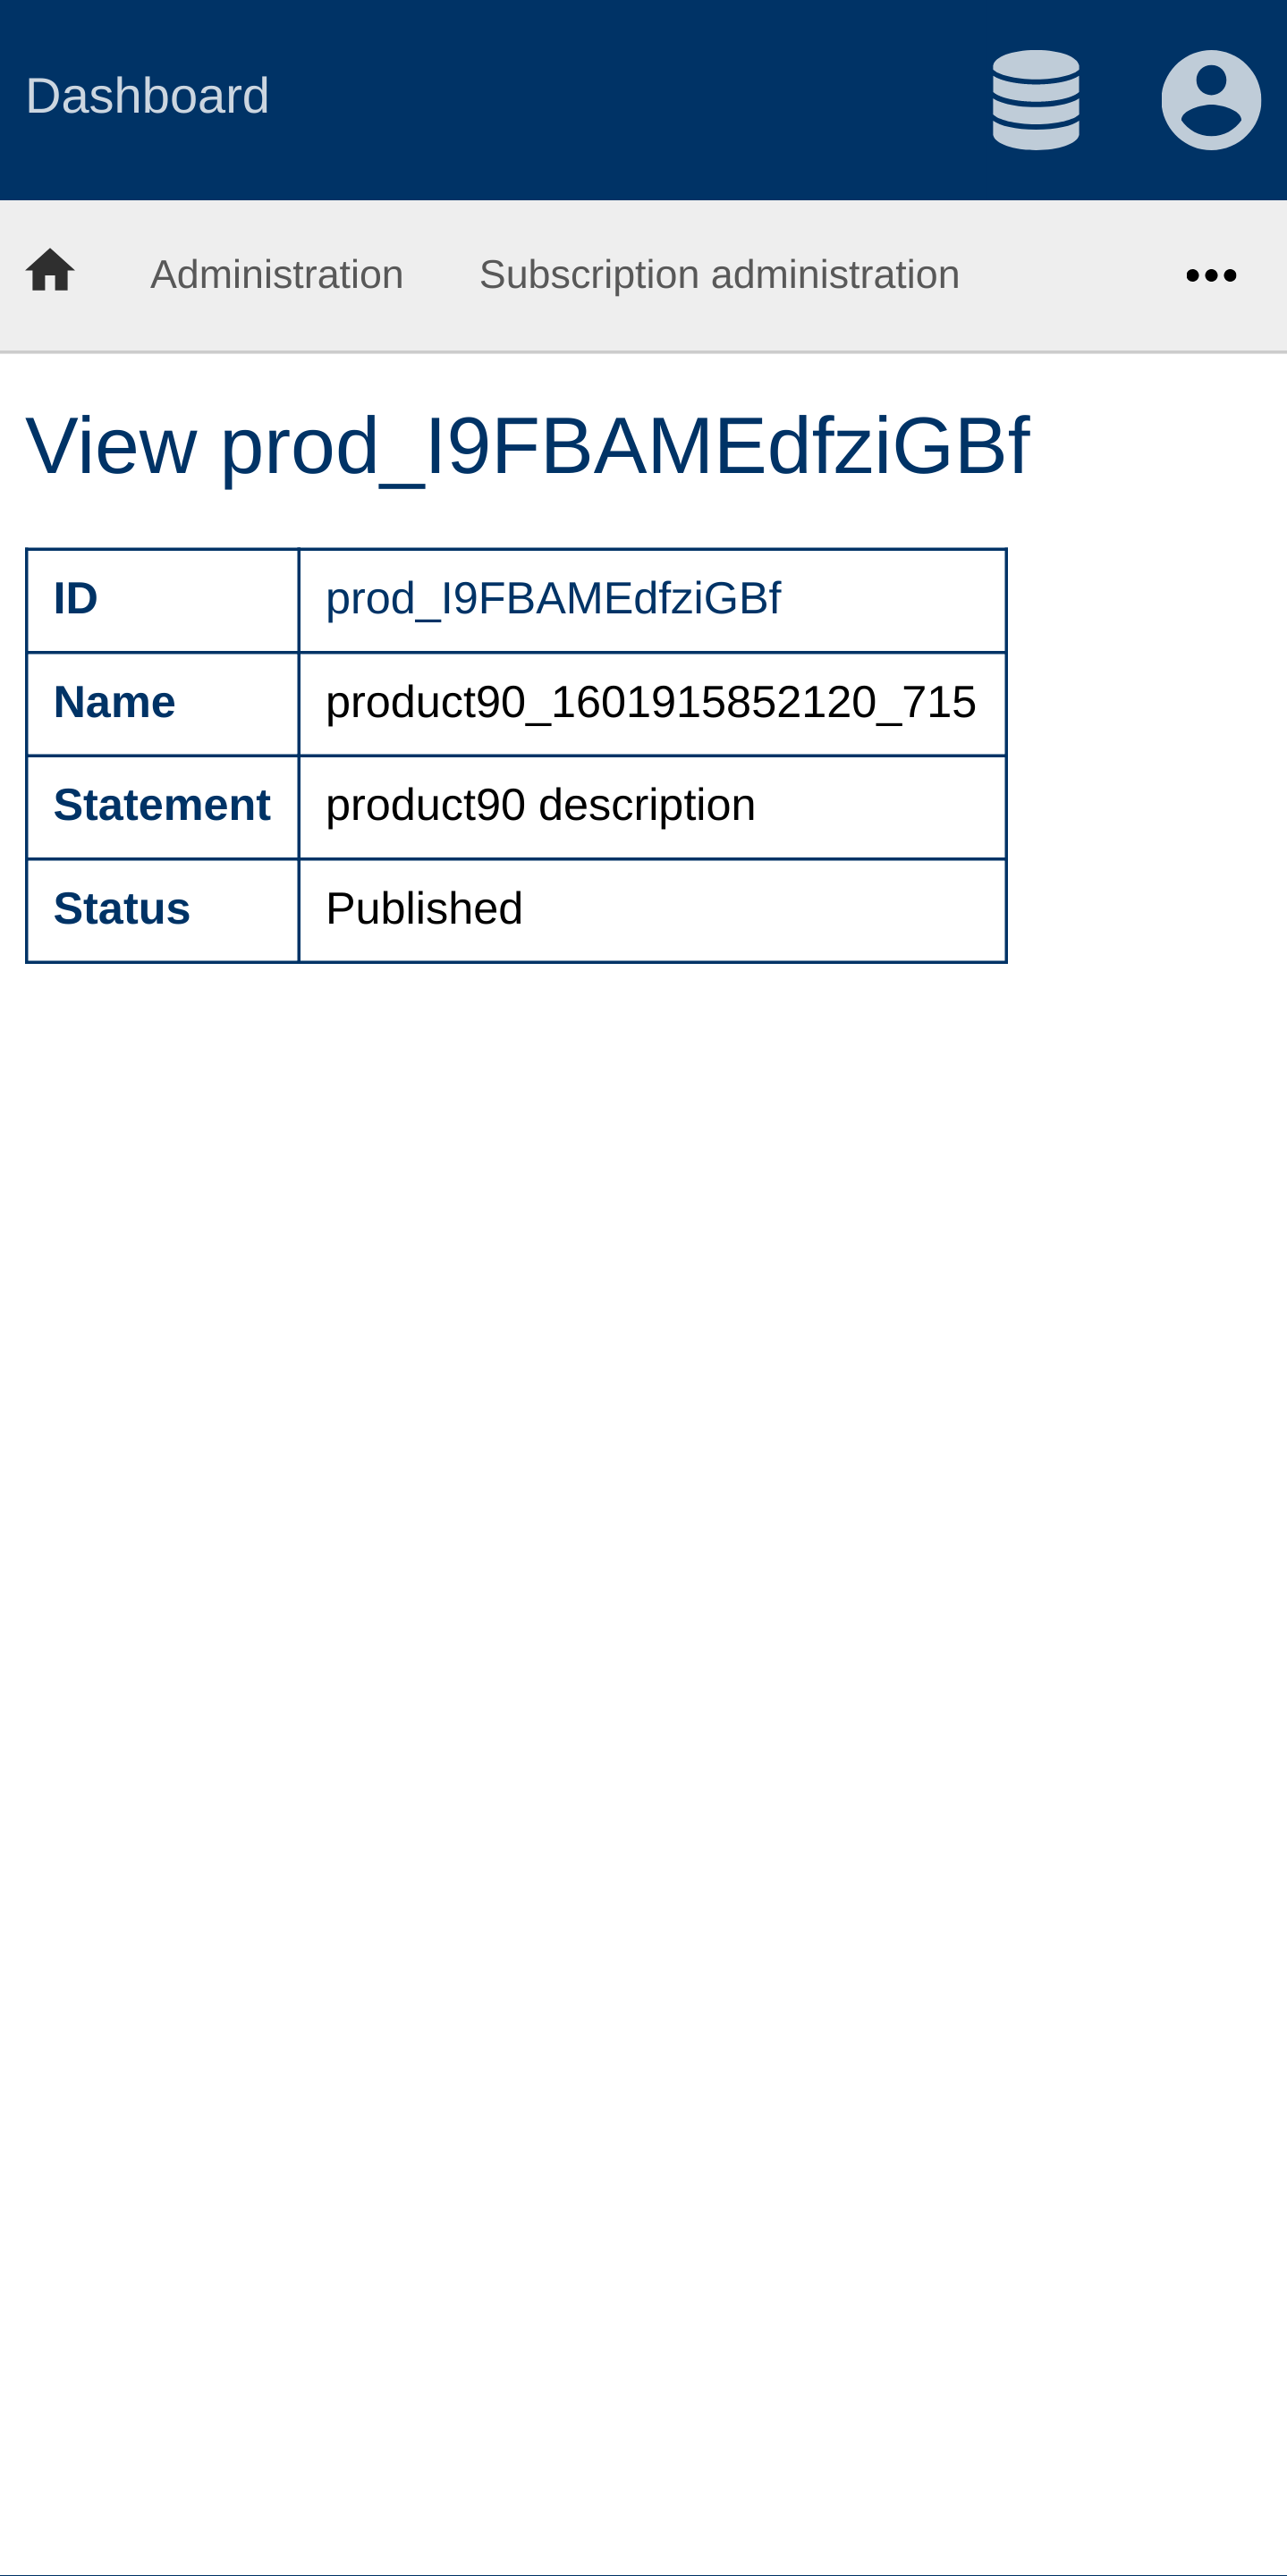 Dashboard
Administration Subscription administration
View prod_I9FBAMEdfziGBf
ID prod_I9FBAMEdfziGBf
Name product90_1601915852120_715
Statement product90 description
Status Published